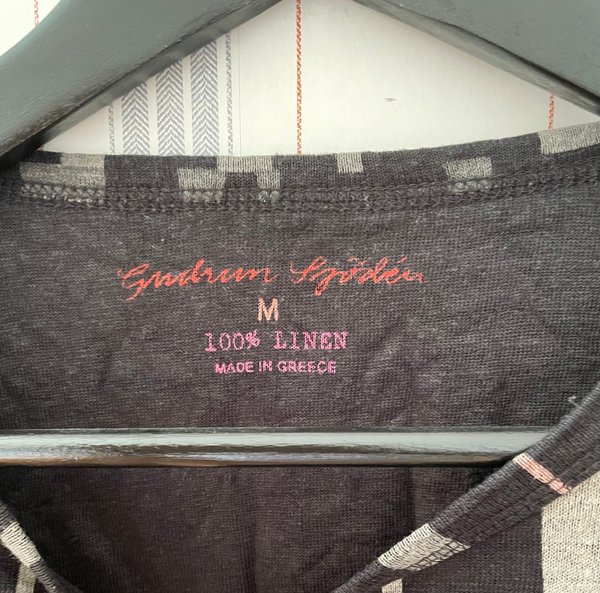 Gudrun Sjödén
M
100% LINEN
MADE IN GREECE